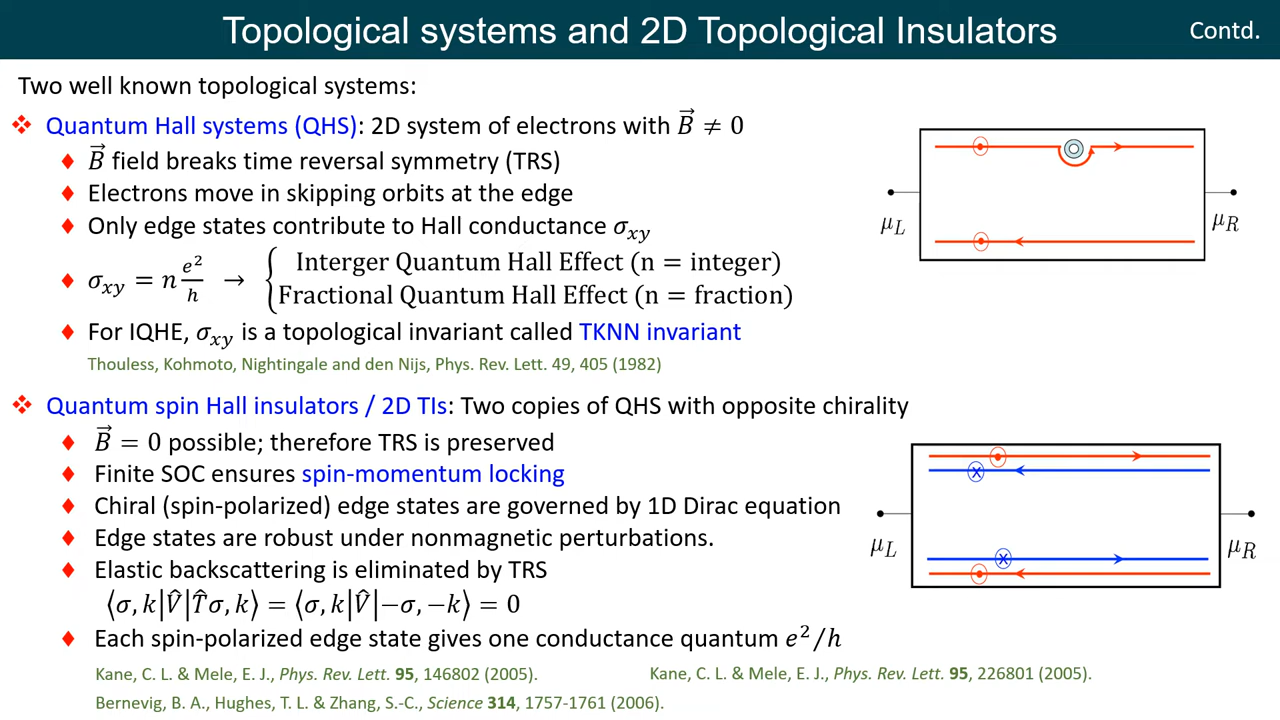 Topological systems and 2D Topological Insulators
Contd.
Two well known topological systems:
❖ Quantum Hall systems (QHS): 2D system of electrons with B⃗ ≠ 0
♦ B⃗ field breaks time reversal symmetry (TRS)
♦ Electrons move in skipping orbits at the edge
♦ Only edge states contribute to Hall conductance σ_xy
♦ σ_xy = n e²/h → { Interger Quantum Hall Effect (n = integer)
Fractional Quantum Hall Effect (n = fraction)
♦ For IQHE, σ_xy is a topological invariant called TKNN invariant
Thouless, Kohmoto, Nightingale and den Nijs, Phys. Rev. Lett. 49, 405 (1982)
μ_L
μ_R
❖ Quantum spin Hall insulators / 2D TIs: Two copies of QHS with opposite chirality
♦ B⃗ = 0 possible; therefore TRS is preserved
♦ Finite SOC ensures spin-momentum locking
♦ Chiral (spin-polarized) edge states are governed by 1D Dirac equation
♦ Edge states are robust under nonmagnetic perturbations.
♦ Elastic backscattering is eliminated by TRS
⟨σ, k|V̂|T̂σ, k⟩ = ⟨σ, k|V̂|−σ, −k⟩ = 0
♦ Each spin-polarized edge state gives one conductance quantum e²/h
μ_L
μ_R
Kane, C. L. & Mele, E. J., Phys. Rev. Lett. 95, 146802 (2005).
Kane, C. L. & Mele, E. J., Phys. Rev. Lett. 95, 226801 (2005).
Bernevig, B. A., Hughes, T. L. & Zhang, S.-C., Science 314, 1757-1761 (2006).